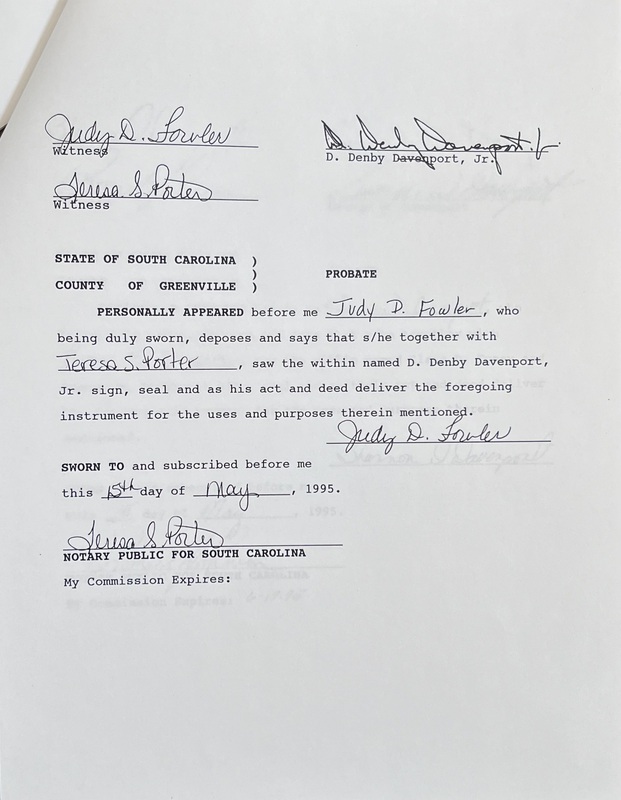 Judy D. Fowler
Witness
D. Denby Davenport, Jr.
D. Denby Davenport, Jr.
Teresa S. Porter
Witness
STATE OF SOUTH CAROLINA )
)
COUNTY OF GREENVILLE )
PROBATE
PERSONALLY APPEARED before me Judy D. Fowler, who
being duly sworn, deposes and says that s/he together with
Teresa S. Porter, saw the within named D. Denby Davenport,
Jr. sign, seal and as his act and deed deliver the foregoing
instrument for the uses and purposes therein mentioned.
Judy D. Fowler
SWORN TO and subscribed before me
this 15th day of May, 1995.
Teresa S Porter
NOTARY PUBLIC FOR SOUTH CAROLINA
My Commission Expires: